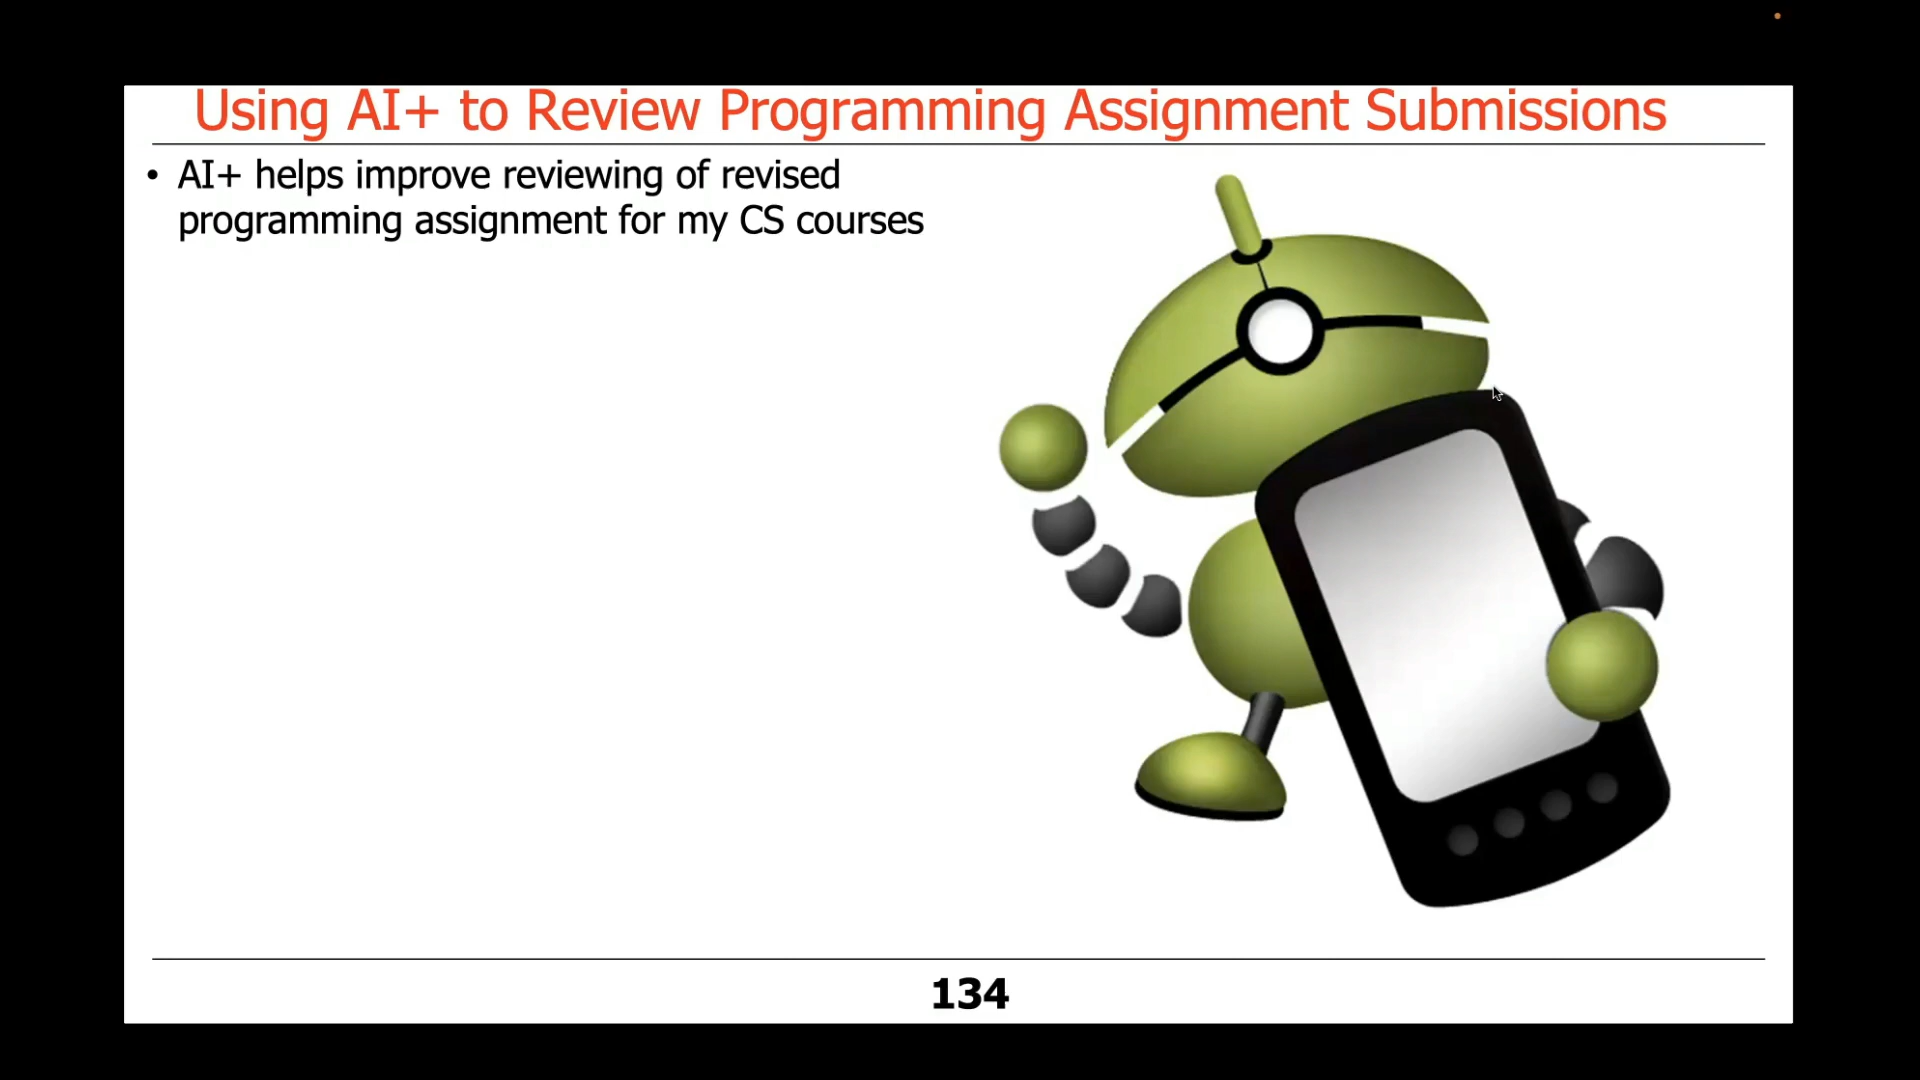 Using AI+ to Review Programming Assignment Submissions
• AI+ helps improve reviewing of revised
programming assignment for my CS courses
134